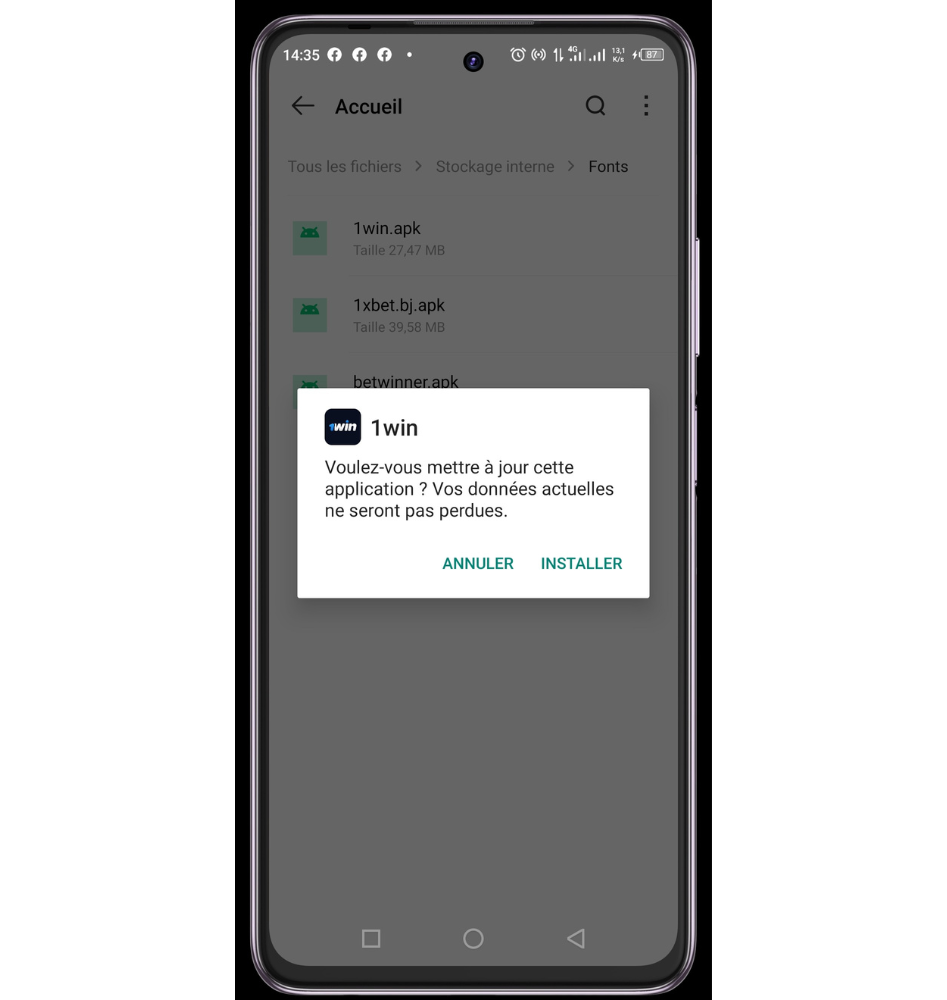 14:35 4G 13,1 K/s 87
Accueil
Tous les fichiers > Stockage interne > Fonts
1win.apk
Taille 27,47 MB
1xbet.bj.apk
Taille 39,58 MB
betwinner.apk
1win 1win
Voulez-vous mettre à jour cette
application ? Vos données actuelles
ne seront pas perdues.
ANNULER INSTALLER